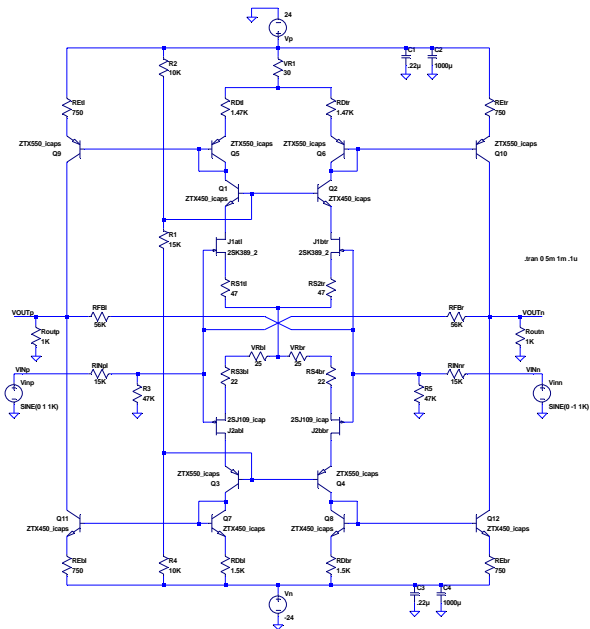 24
Vp
R2
10K
VR1
30
C1
.22µ
C2
1000µ
REtl
750
RDtl
1.47K
RDtr
1.47K
REtr
750
ZTX550_icaps
Q9
ZTX550_icaps
Q5
ZTX550_icaps
Q6
ZTX550_icaps
Q10
Q1
ZTX450_icaps
Q2
ZTX450_icaps
R1
15K
J1atl
2SK389_2
J1btr
2SK389_2
.tran 0 5m 1m .1u
RS1tl
47
RS2tr
47
VOUTp
RFBl
56K
RFBr
56K
VOUTn
Routp
1K
Routn
1K
VRbl
25
VRbr
25
VINp
RINpl
15K
RS3bl
22
RS4br
22
RINnr
15K
VINn
Vinp
SINE(0 1 1K)
R3
47K
R5
47K
Vinn
SINE(0 -1 1K)
2SJ109_icap
J2abl
2SJ109_icap
J2bbr
ZTX550_icaps
Q3
ZTX550_icaps
Q4
Q11
ZTX450_icaps
Q7
ZTX450_icaps
Q8
ZTX450_icaps
Q12
ZTX450_icaps
REbl
750
R4
10K
RDbl
1.5K
RDbr
1.5K
REbr
750
Vn
-24
C3
.22µ
C4
1000µ